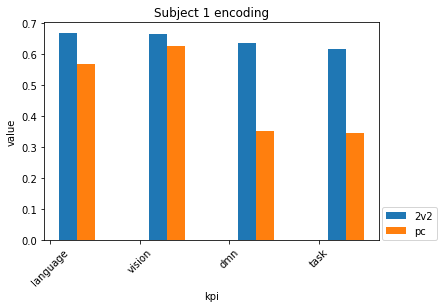 Subject 1 encoding
value
0.7
0.6
0.5
0.4
0.3
0.2
0.1
0.0
language
vision
dmn
task
kpi
2v2
pc